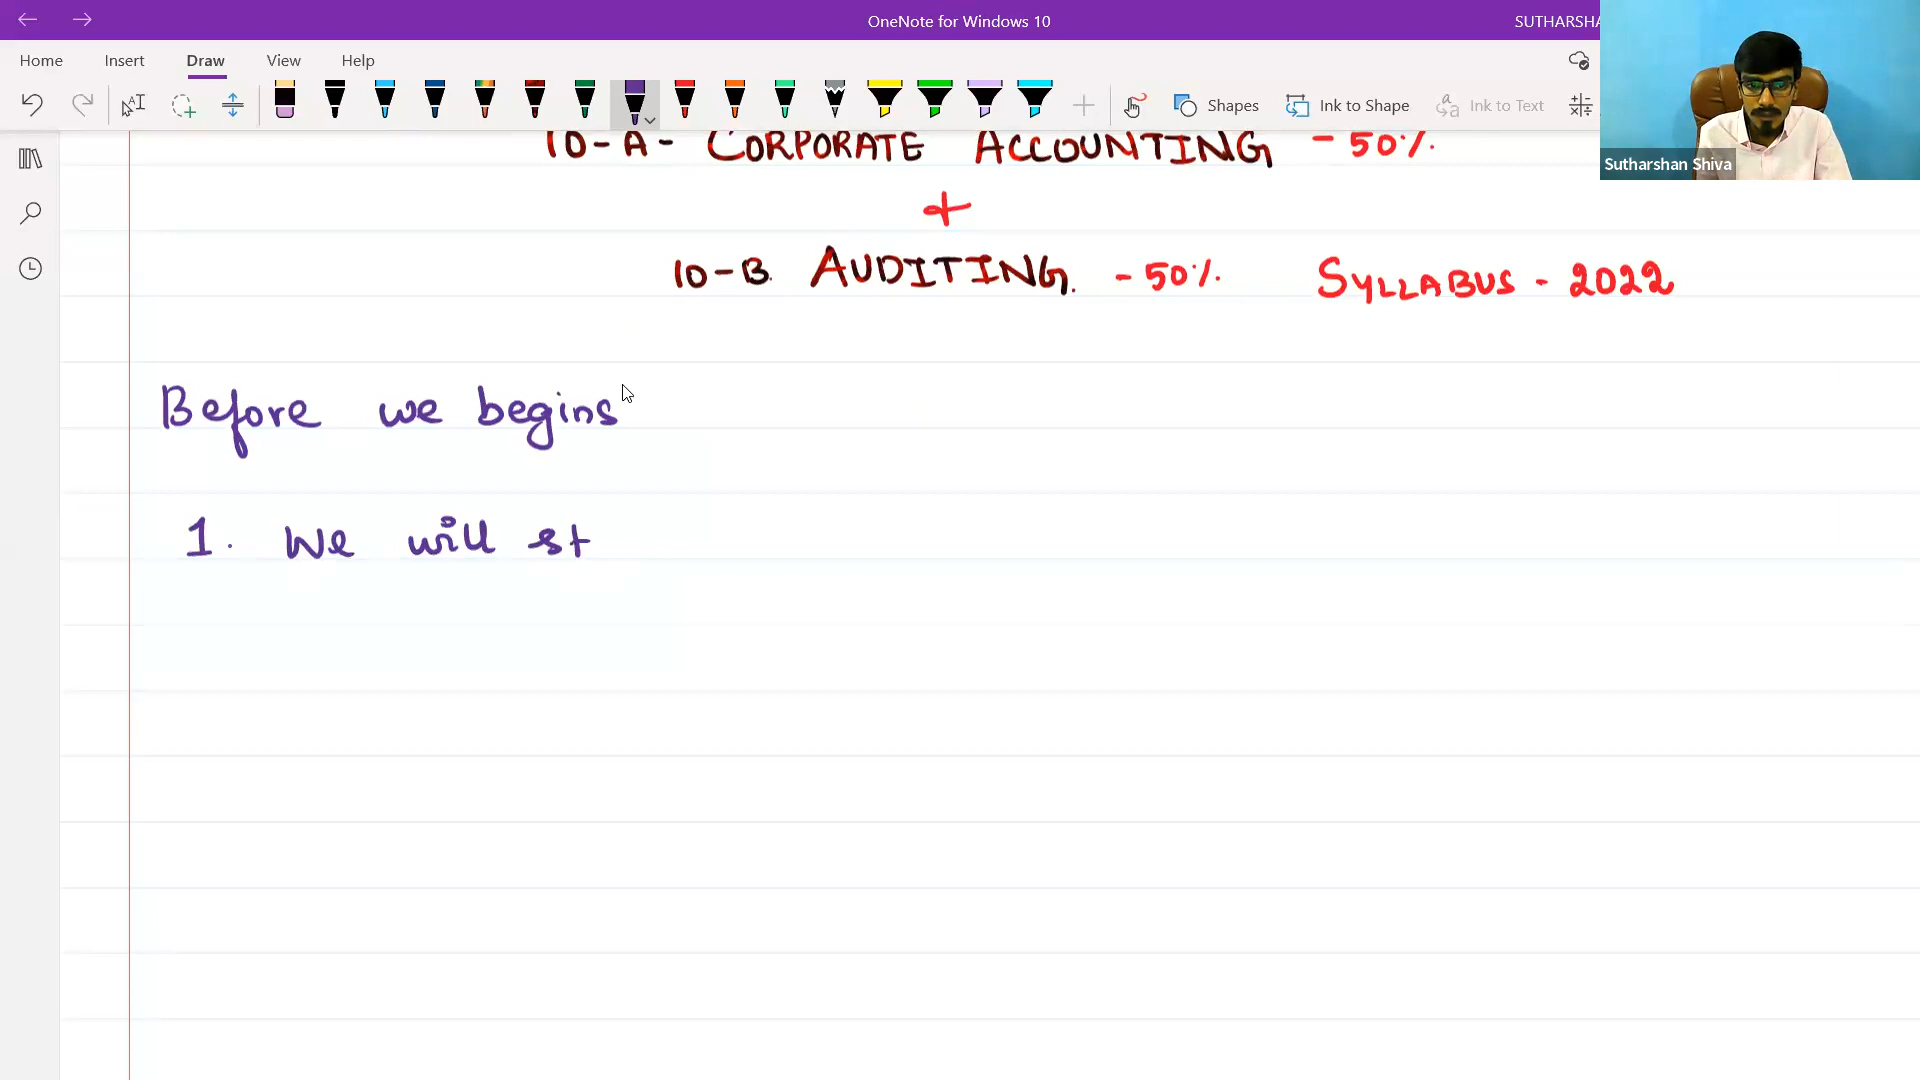 OneNote for Windows 10
SUTHARSHA
Home Insert Draw View Help
Shapes Ink to Shape Ink to Text
Sutharshan Shiva
10-A- CORPORATE ACCOUNTING - 50%
+
10-B. AUDITING. - 50%. SYLLABUS - 2022
Before we begins
1. We will st